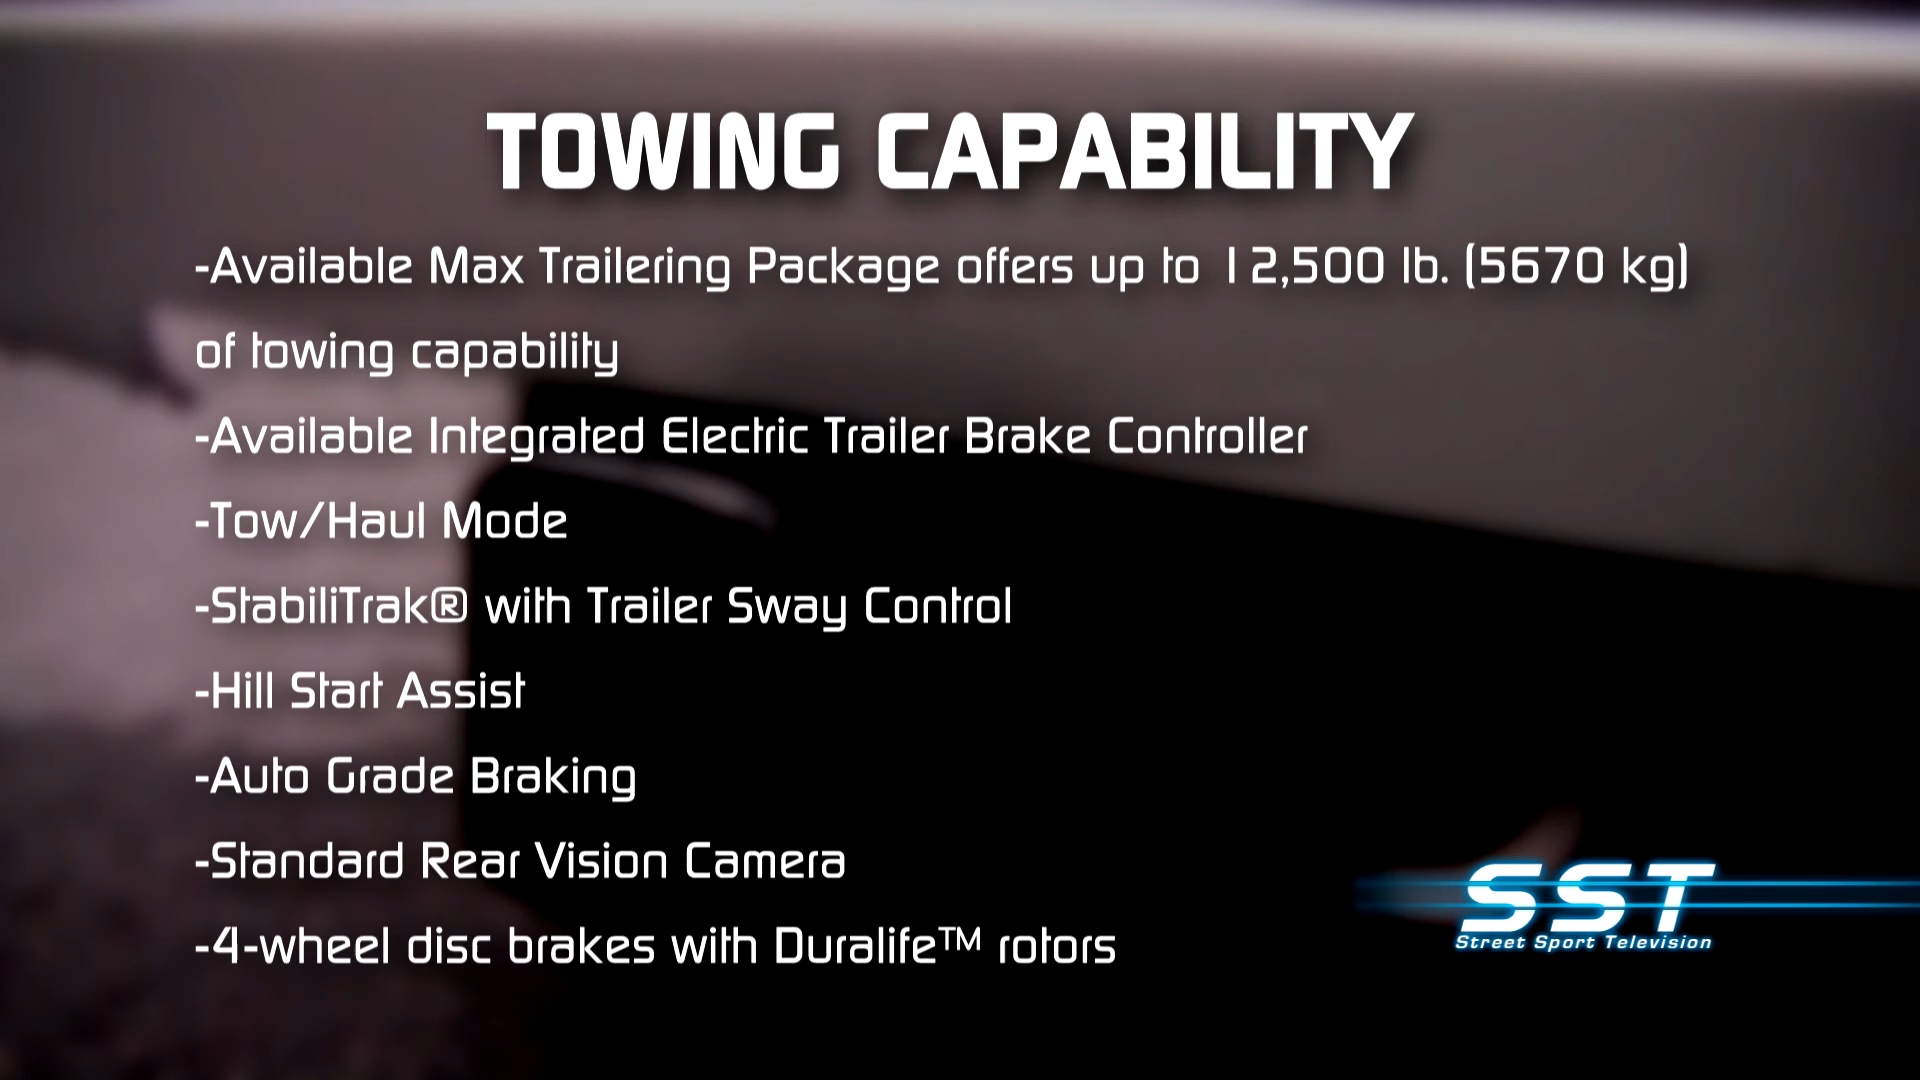 TOWING CAPABILITY
-Available Max Trailering Package offers up to 12,500 lb. (5670 kg)
of towing capability
-Available Integrated Electric Trailer Brake Controller
-Tow/Haul Mode
-StabiliTrak® with Trailer Sway Control
-Hill Start Assist
-Auto Grade Braking
-Standard Rear Vision Camera
-4-wheel disc brakes with Duralife™ rotors
SST
Street Sport Television